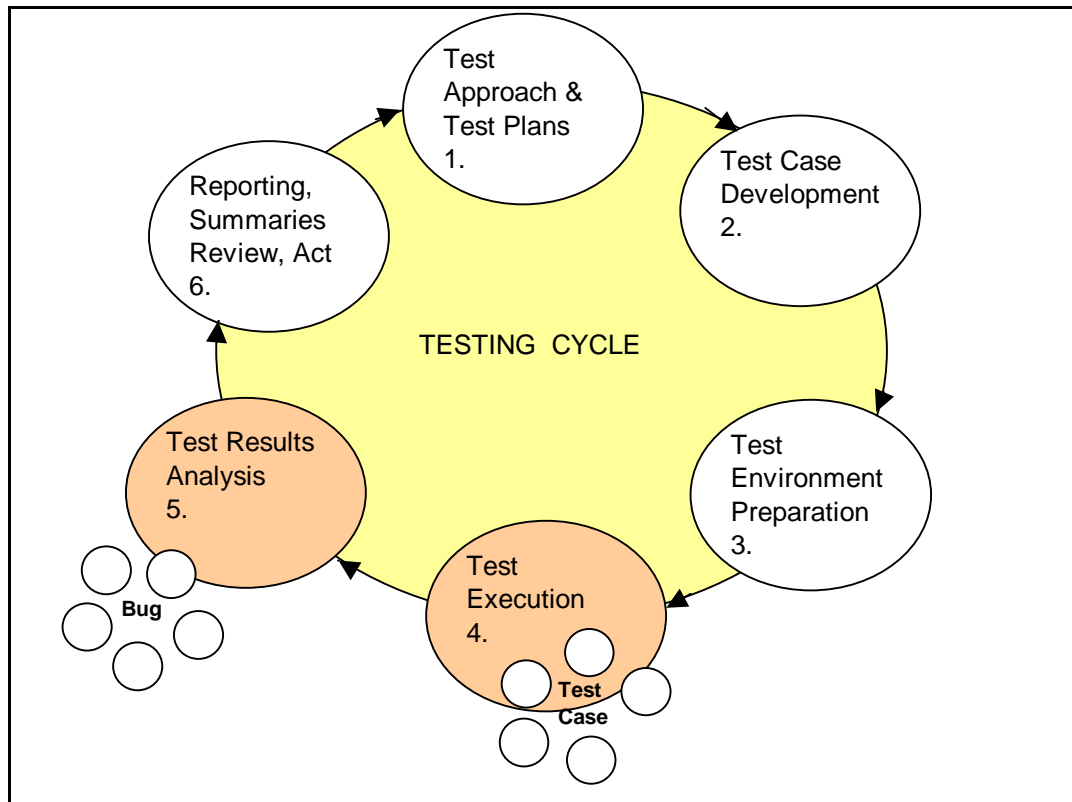 Test
Approach &
Test Plans
1.
Test Case
Development
2.
Test
Environment
Preparation
3.
Test
Execution
4.
Test
Case
Test Results
Analysis
5.
Bug
Reporting,
Summaries
Review, Act
6.
TESTING CYCLE